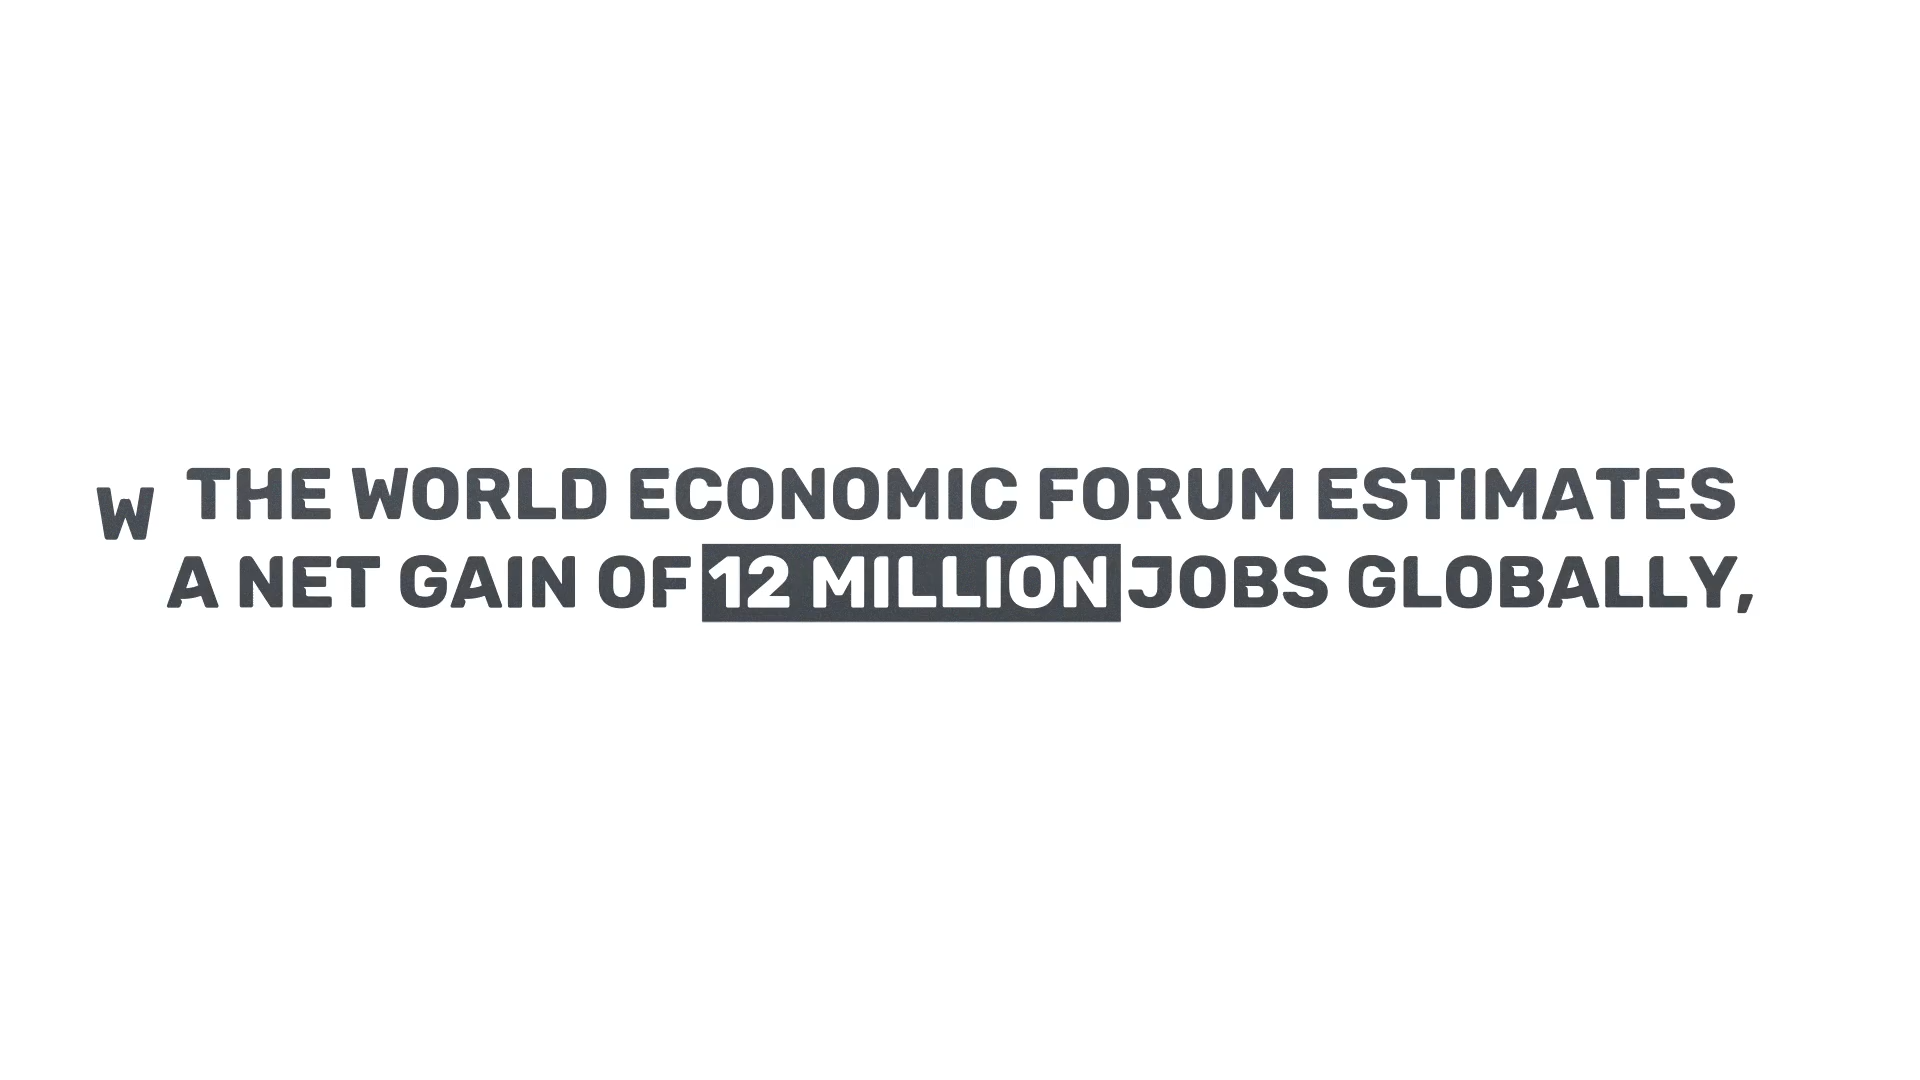 W
THE WORLD ECONOMIC FORUM ESTIMATES
A NET GAIN OF 12 MILLION JOBS GLOBALLY,